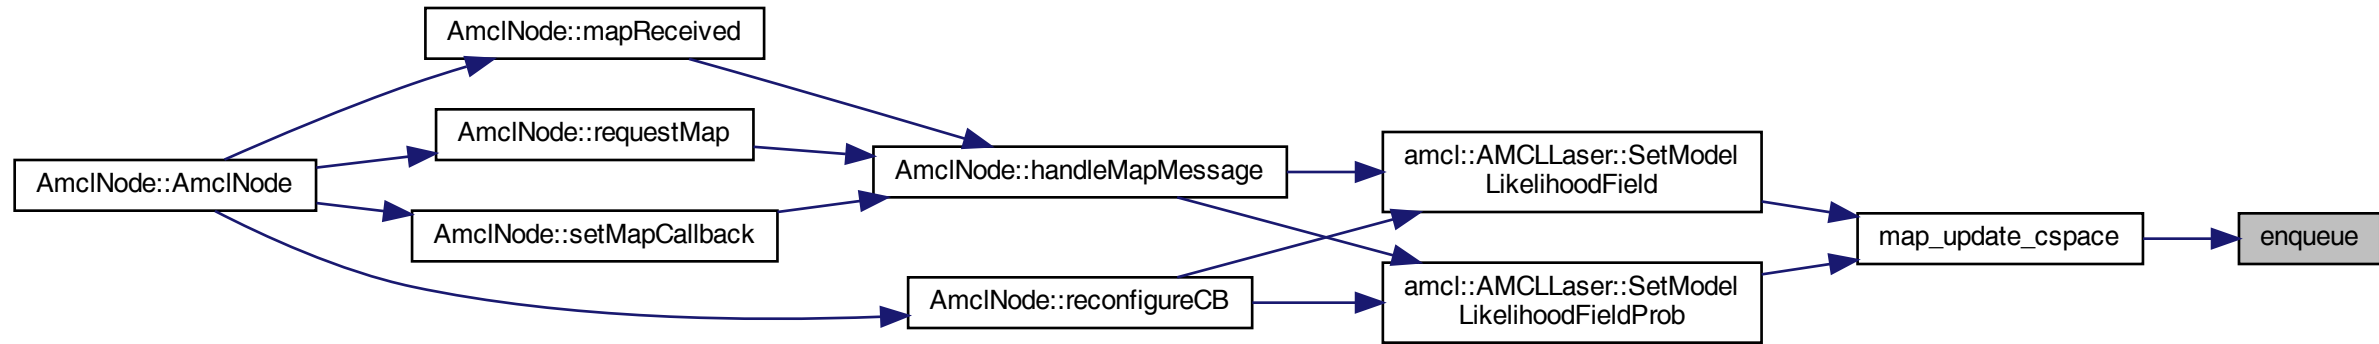 AmclNode::mapReceived
AmclNode::requestMap
AmclNode::AmclNode
AmclNode::setMapCallback
AmclNode::handleMapMessage
AmclNode::reconfigureCB
amcl::AMCLLaser::SetModel
LikelihoodField
amcl::AMCLLaser::SetModel
LikelihoodFieldProb
map_update_cspace
enqueue